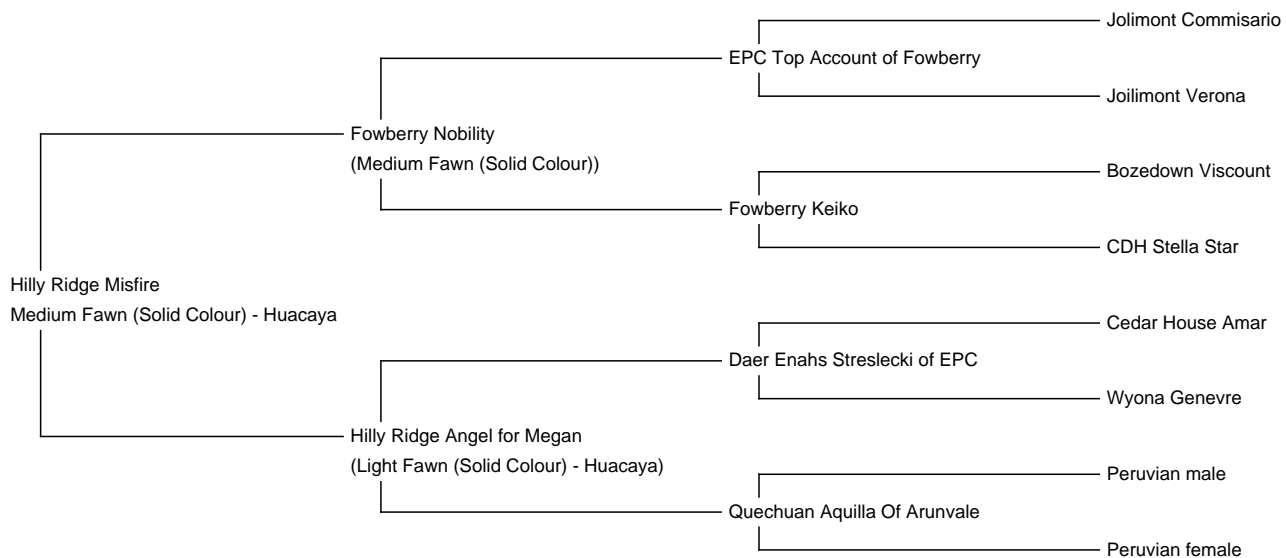 Jolimont Commisario
EPC Top Account of Fowberry
Joilimont Verona
Fowberry Nobility
(Medium Fawn (Solid Colour))
Bozedown Viscount
Fowberry Keiko
CDH Stella Star
Hilly Ridge Misfire
Medium Fawn (Solid Colour) - Huacaya
Cedar House Amar
Daer Enahs Streslecki of EPC
Wyona Genevre
Hilly Ridge Angel for Megan
(Light Fawn (Solid Colour) - Huacaya)
Peruvian male
Quechuan Aquilla Of Arunvale
Peruvian female